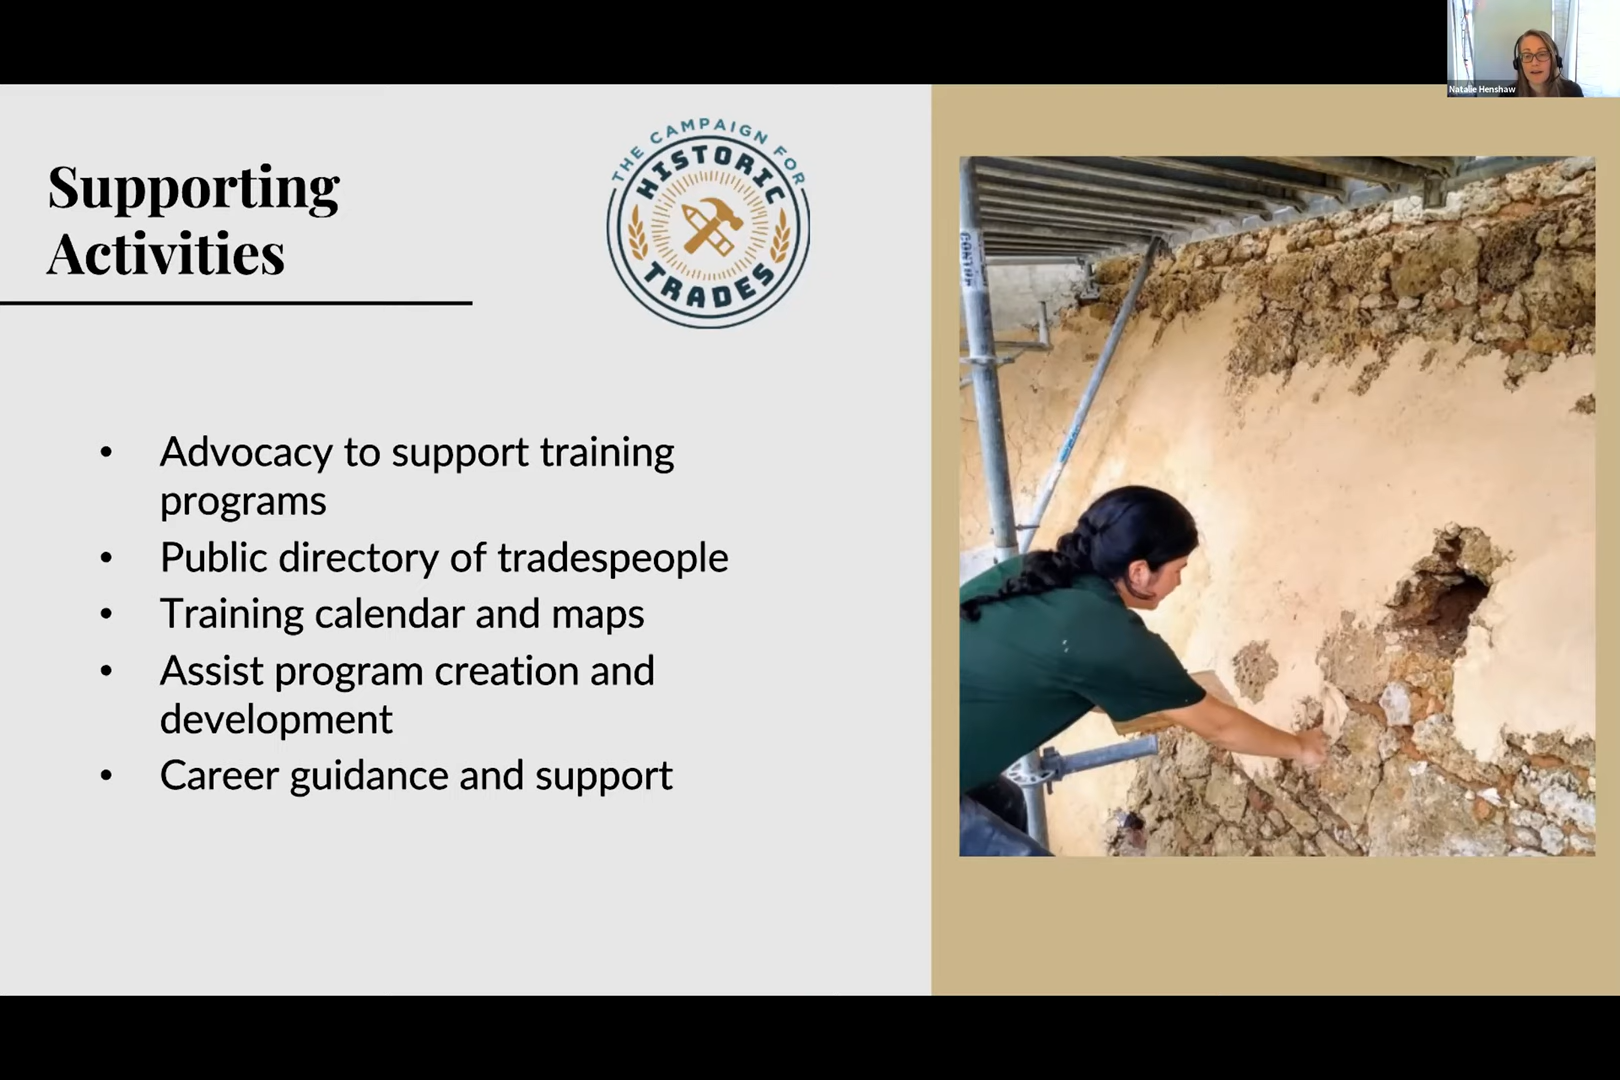 Natalie Henshaw
Supporting
Activities
THE CAMPAIGN FOR
HISTORIC
TRADES
• Advocacy to support training
programs
• Public directory of tradespeople
• Training calendar and maps
• Assist program creation and
development
• Career guidance and support